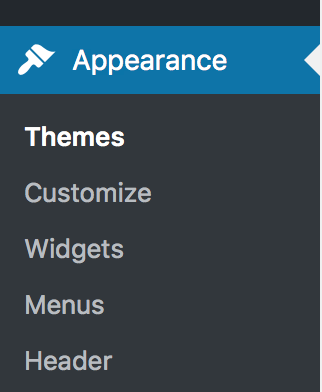 Appearance
Themes
Customize
Widgets
Menus
Header